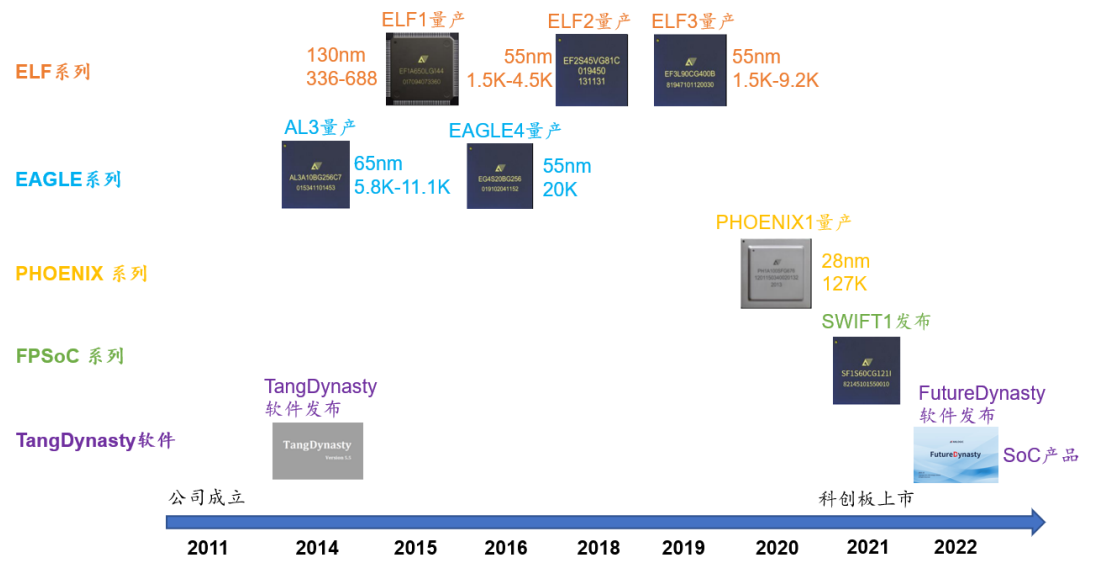 ELF1量产
ELF2量产
ELF3量产
ELF系列
130nm
336-688
EF1A650LG144
55nm
1.5K-4.5K
EF2S45VG81C
019450
131131
EF3L90CG400B
81947101120030
55nm
1.5K-9.2K
AL3量产
EAGLE4量产
EAGLE系列
AL3A10BG256C7
015341101453
65nm
5.8K-11.1K
EG4S20BG256
019102041152
55nm
20K
PHOENIX1量产
PHOENIX 系列
2013
28nm
127K
SWIFT1发布
FPSoC 系列
SF1S60CG121I
62145101550010
TangDynasty
软件发布
FutureDynasty
软件发布
TangDynasty软件
TangDynasty
FutureDynasty
SoC产品
公司成立
科创板上市
2011
2014
2015
2016
2018
2019
2020
2021
2022